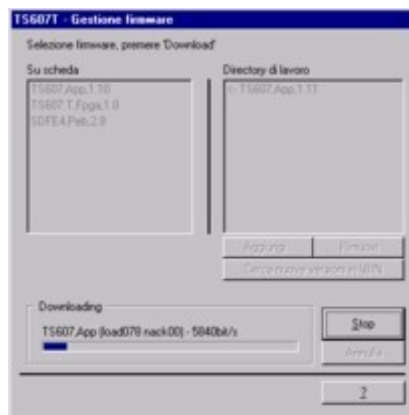 TS607T - Gestione firmware
Selezione firmware, premere 'Download'
Su scheda
Directory di lavoro
TS607,App,1.10
<- TS607,App,1.11
TS607.T,Fpga,1.0
SDFE4,Peb,2.8
Aggiungi
Rimuovi
Cerca nuove versioni in
Downloading
TS607,App (load078 nack00) - 5840bit/s
Stop
Annulla
?